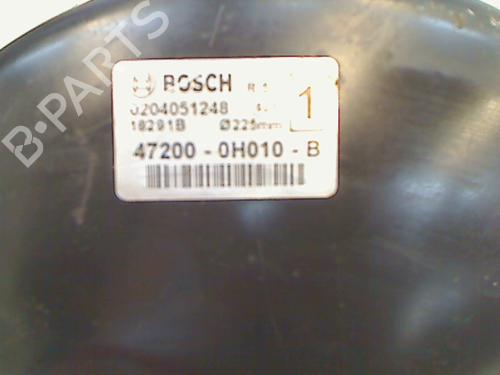 B-PARTS
BOSCH R
0204051248
18291B Ø225mm 1
47200 - 0H010 - B